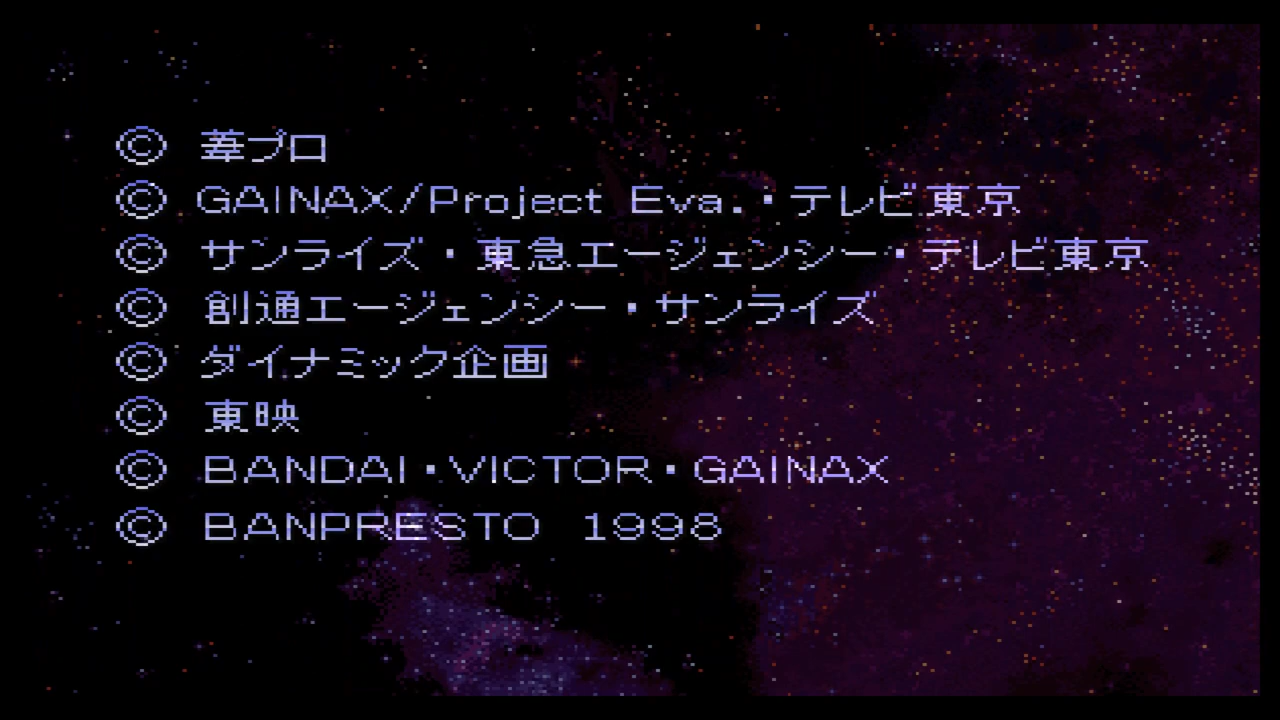 © 葦プロ
© GAINAX/Project Eva.・テレビ東京
© サンライズ・東急エージェンシー・テレビ東京
© 創通エージェンシー・サンライズ
© ダイナミック企画
© 東映
© BANDAI・VICTOR・GAINAX
© BANPRESTO 1998